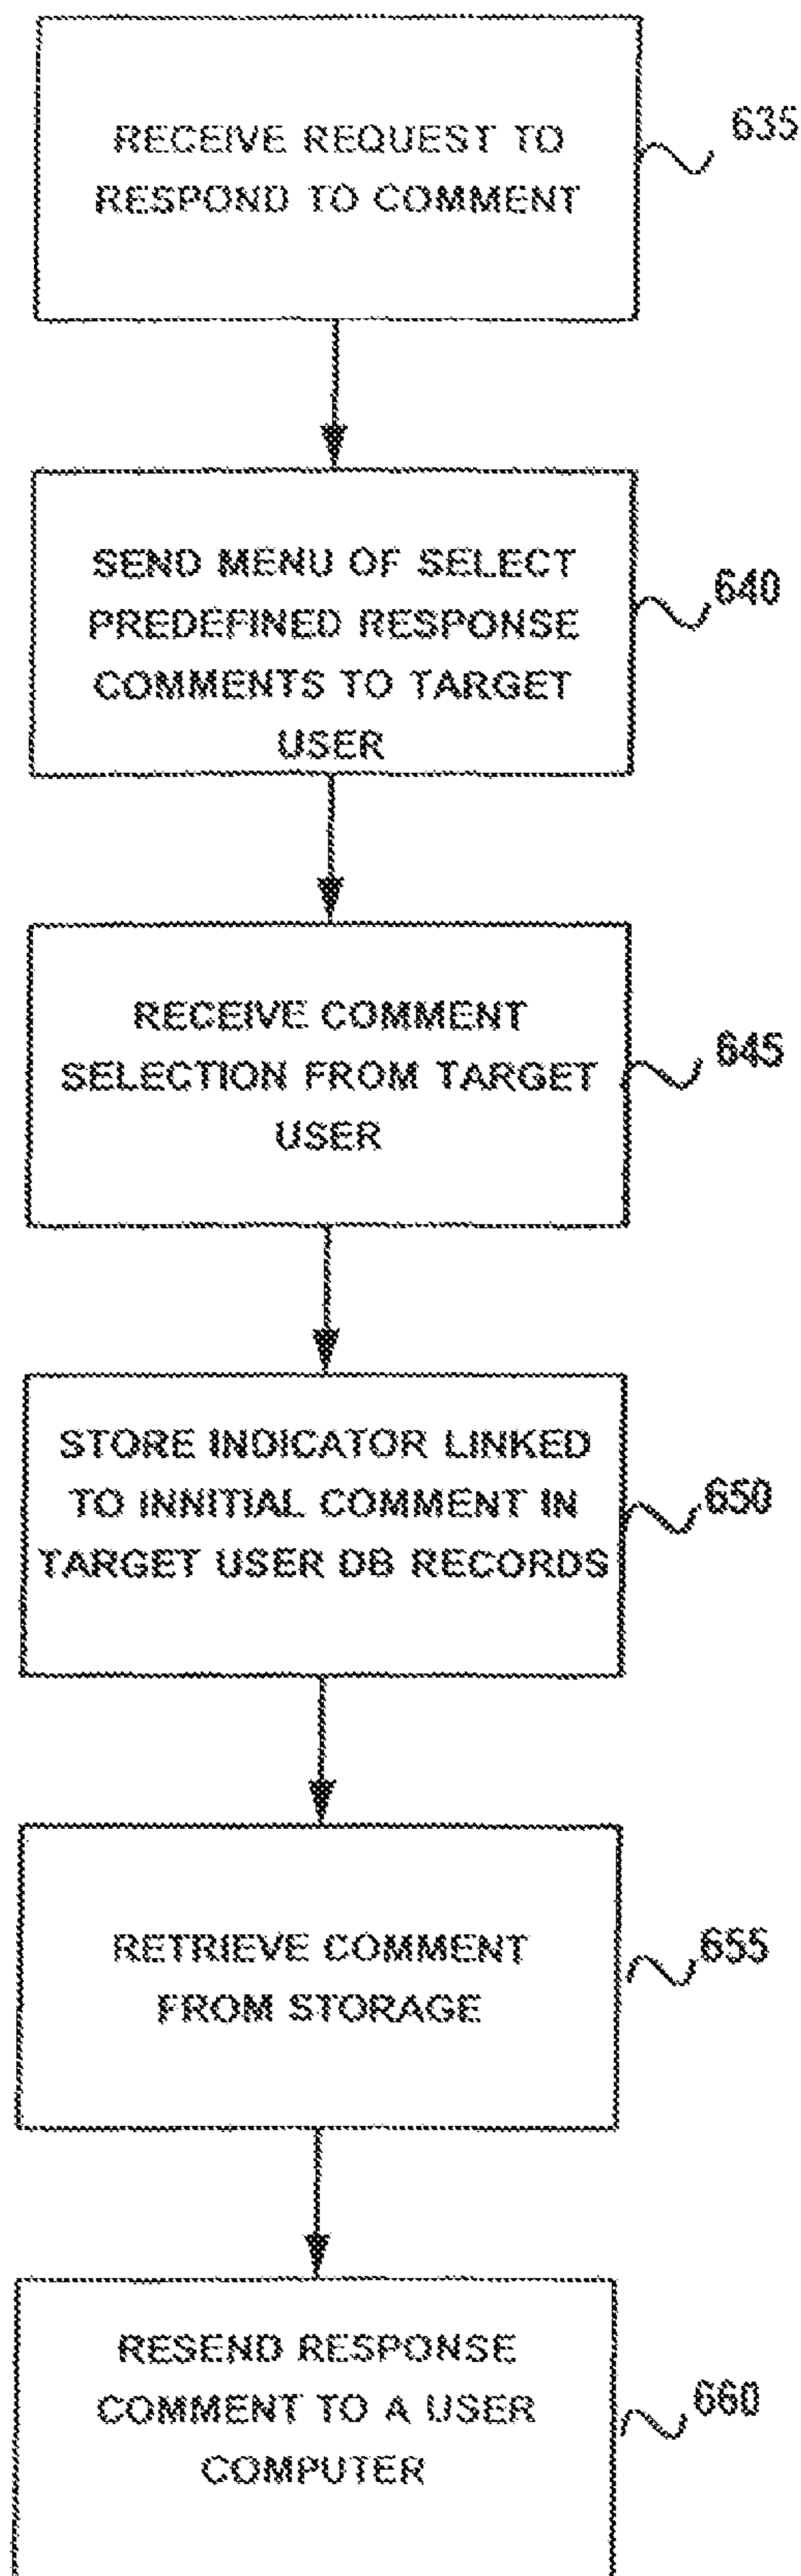 RECEIVE REQUEST TO
RESPOND TO COMMENT
635
SEND MENU OF SELECT
PREDEFINED RESPONSE
COMMENTS TO TARGET
USER
640
RECEIVE COMMENT
SELECTION FROM TARGET
USER
645
STORE INDICATOR LINKED
TO INNITIAL COMMENT IN
TARGET USER DB RECORDS
650
RETRIEVE COMMENT
FROM STORAGE
655
RESEND RESPONSE
COMMENT TO A USER
COMPUTER
660